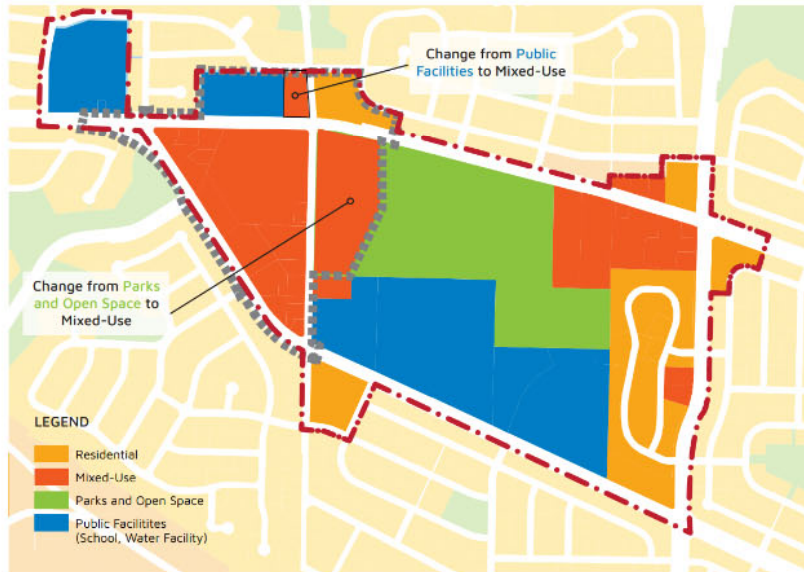 Change from Public
Facilities to Mixed-Use
Change from Parks
and Open Space to
Mixed-Use
LEGEND
Residential
Mixed-Use
Parks and Open Space
Public Facilitites
(School, Water Facility)